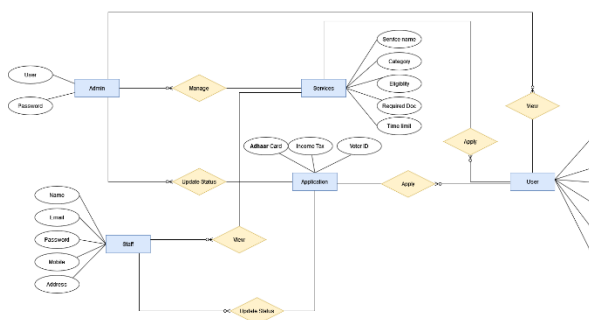 Service name
Category
User
Admin
Manage
Services
Eligiblity
View
Password
Required Doc
Time limit
Adhaar Card
Income Tax
Voter ID
Apply
Update Status
Application
Apply
User
Name
Email
Password
Staff
View
Mobile
Address
Update Status